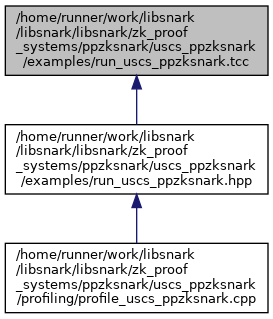 /home/runner/work/libsnark
/libsnark/libsnark/zk_proof
_systems/ppzksnark/uscs_ppzksnark
/examples/run_uscs_ppzksnark.tcc
/home/runner/work/libsnark
/libsnark/libsnark/zk_proof
_systems/ppzksnark/uscs_ppzksnark
/examples/run_uscs_ppzksnark.hpp
/home/runner/work/libsnark
/libsnark/libsnark/zk_proof
_systems/ppzksnark/uscs_ppzksnark
/profiling/profile_uscs_ppzksnark.cpp